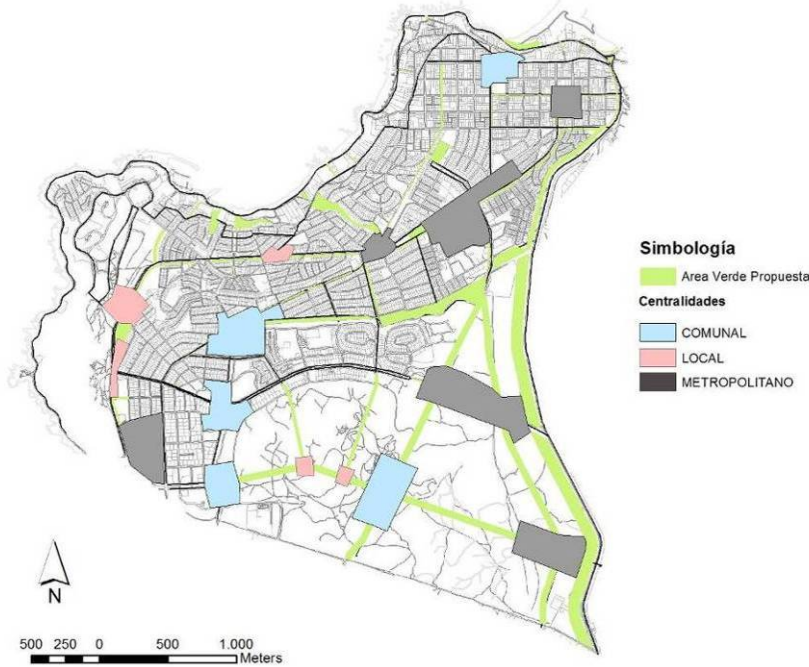 Simbología
Area Verde Propuesta
Centralidades
COMUNAL
LOCAL
METROPOLITANO
N
500 250 0 500 1.000
Meters